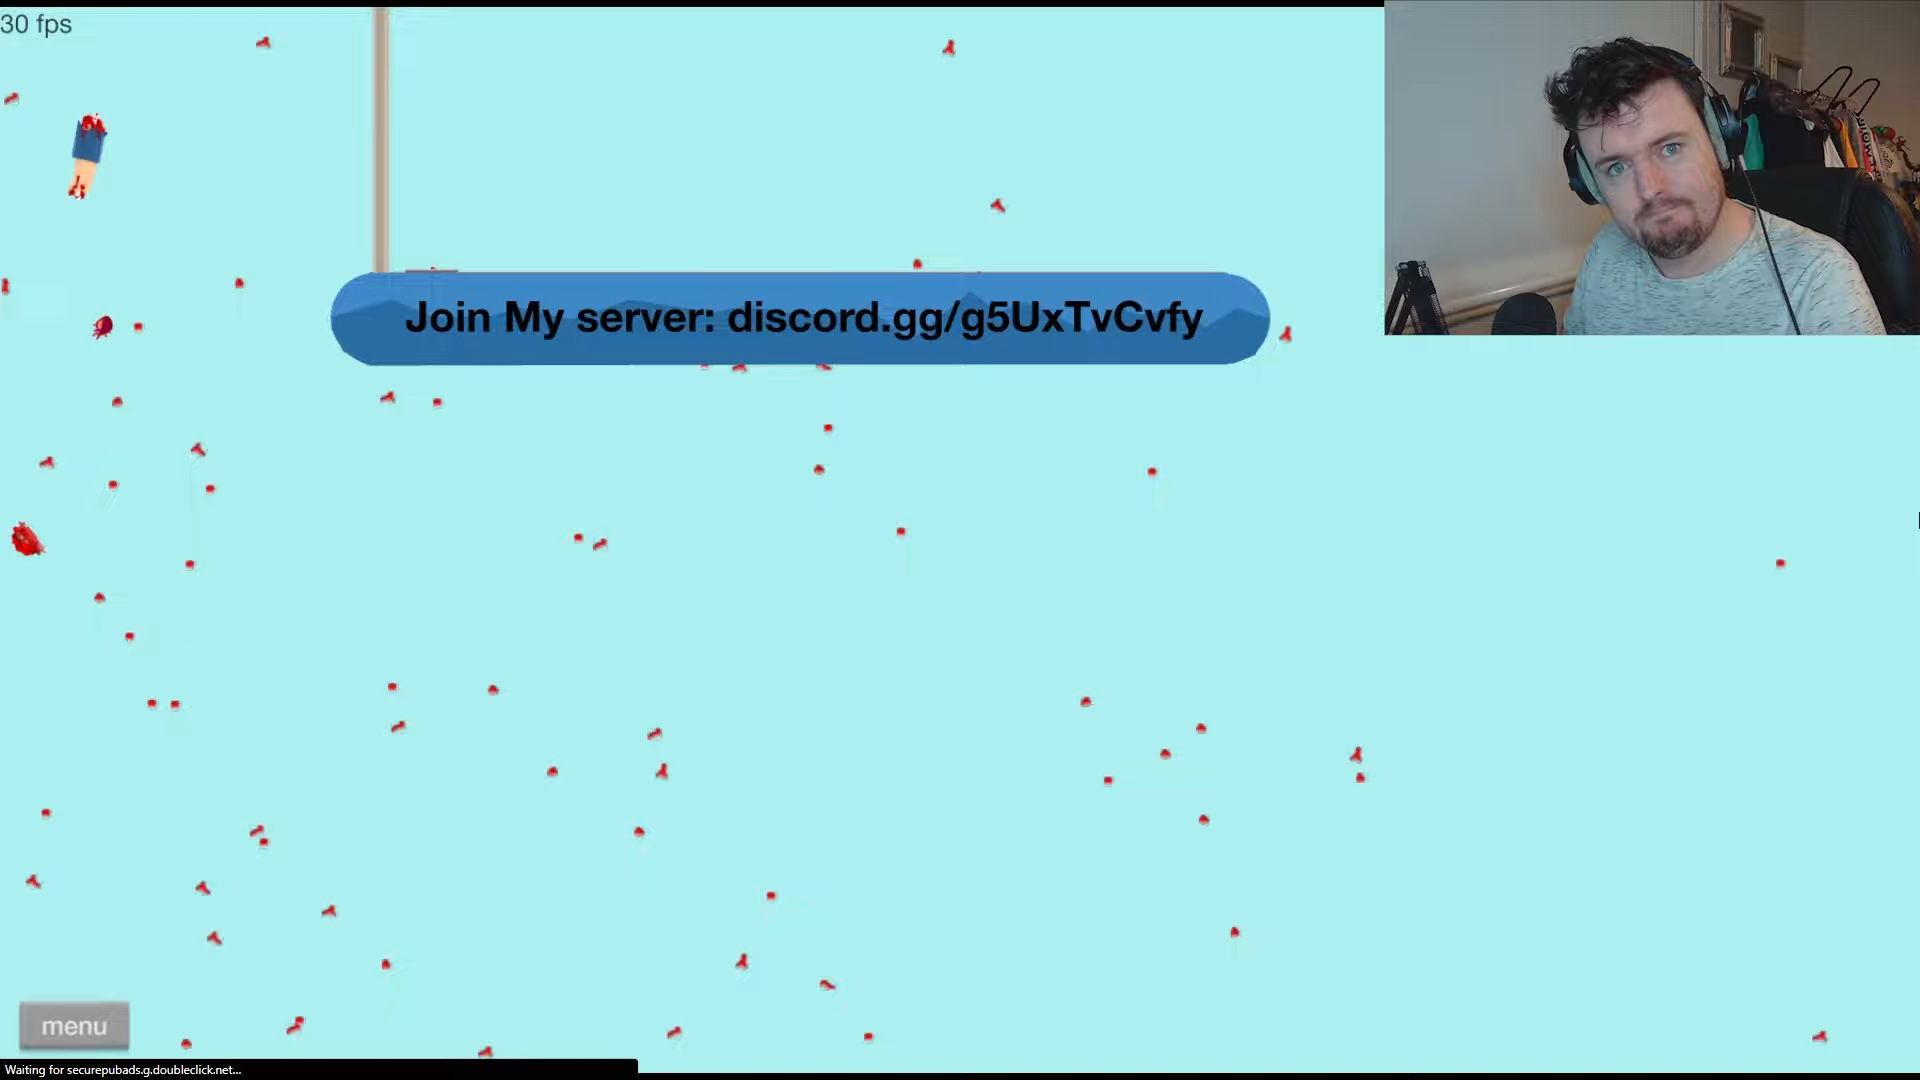 30 fps
Join My server: discord.gg/g5UxTvCvfy
menu
Waiting for securepubads.g.doubleclick.net...